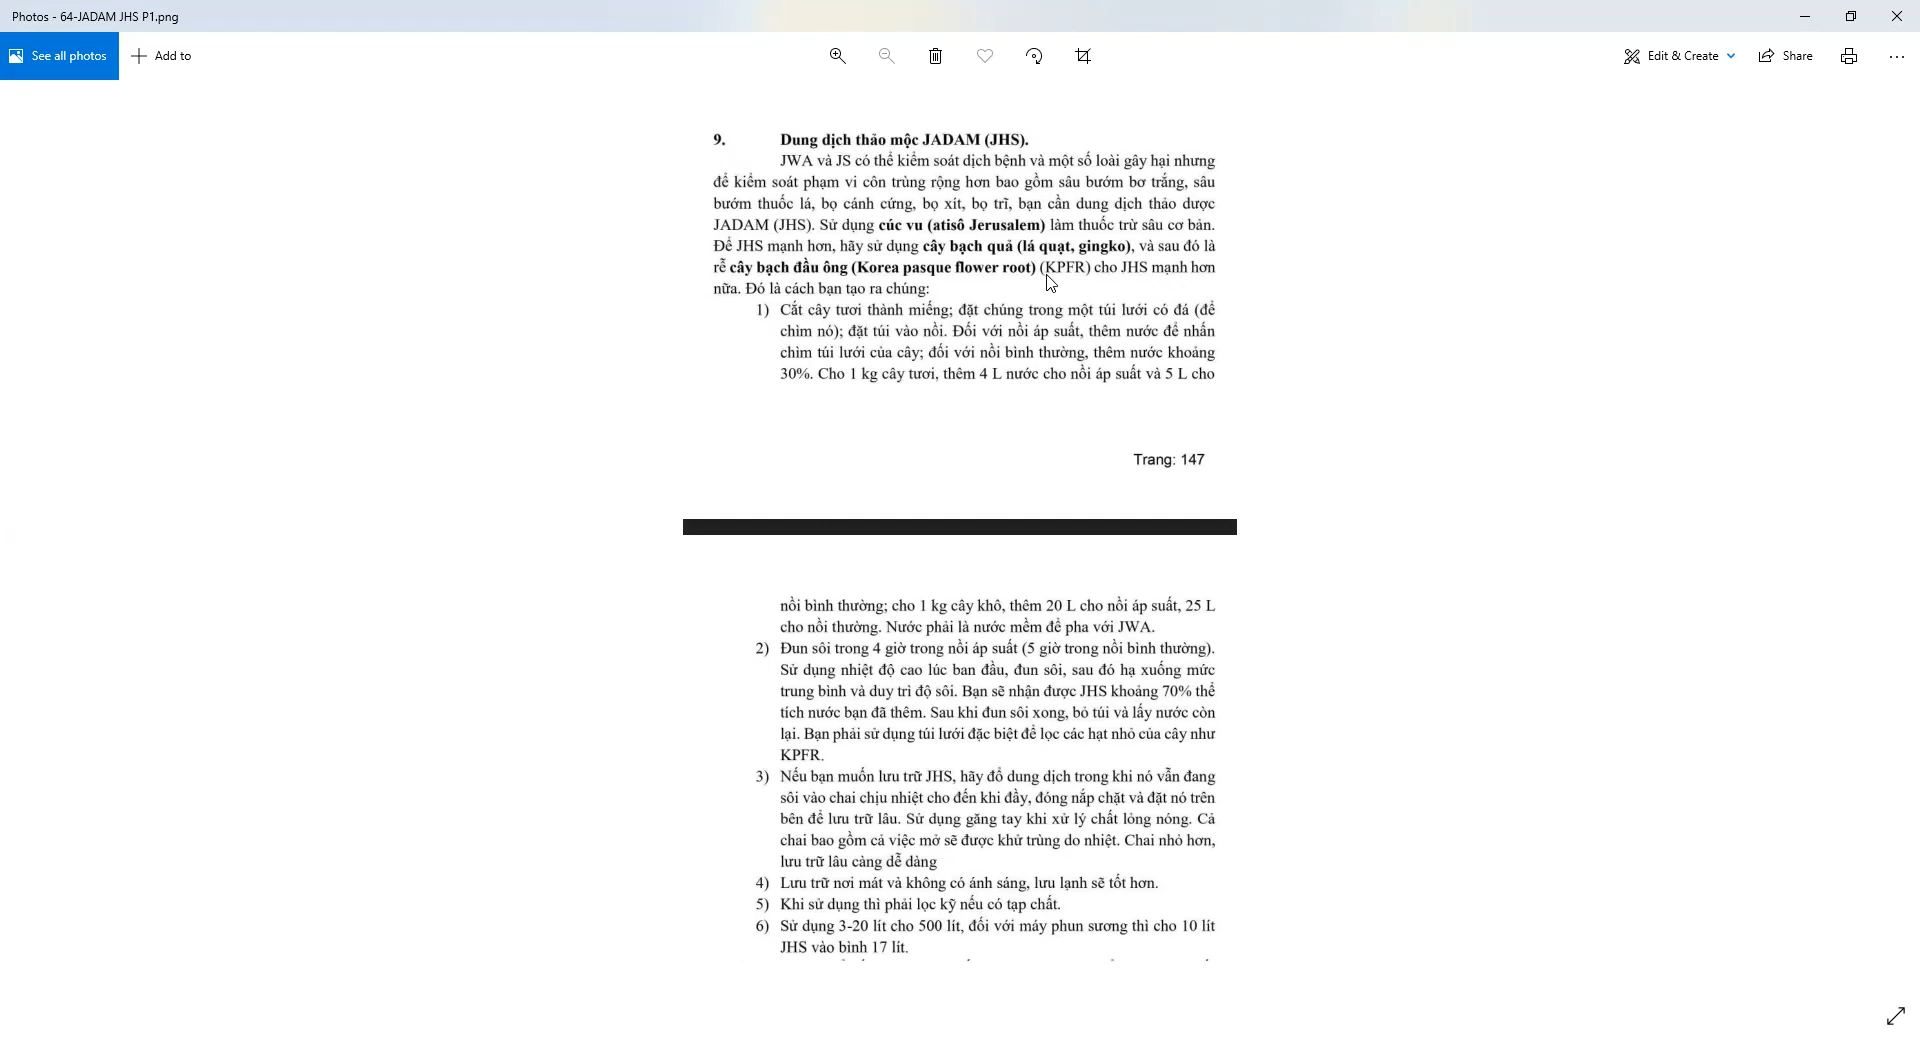 Photos - 64-JADAM JHS P1.png
See all photos
Add to
Edit & Create
Share
9. Dung dịch thảo mộc JADAM (JHS).
JWA và JS có thể kiểm soát dịch bệnh và một số loài gây hại nhưng
để kiểm soát phạm vi côn trùng rộng hơn bao gồm sâu bướm bơ trắng, sâu
bướm thuốc lá, bọ cánh cứng, bọ xít, bọ trĩ, bạn cần dung dịch thảo dược
JADAM (JHS). Sử dụng cúc vu (atisô Jerusalem) làm thuốc trừ sâu cơ bản.
Để JHS mạnh hơn, hãy sử dụng cây bạch quả (lá quạt, gingko), và sau đó là
rễ cây bạch đầu ông (Korea pasque flower root) (KPFR) cho JHS mạnh hơn
nữa. Đó là cách bạn tạo ra chúng:
1) Cắt cây tươi thành miếng; đặt chúng trong một túi lưới có đá (để
chìm nó); đặt túi vào nồi. Đối với nồi áp suất, thêm nước để nhấn
chìm túi lưới của cây; đối với nồi bình thường, thêm nước khoảng
30%. Cho 1 kg cây tươi, thêm 4 L nước cho nồi áp suất và 5 L cho
Trang: 147
nồi bình thường; cho 1 kg cây khô, thêm 20 L cho nồi áp suất, 25 L
cho nồi thường. Nước phải là nước mềm để pha với JWA.
2) Đun sôi trong 4 giờ trong nồi áp suất (5 giờ trong nồi bình thường).
Sử dụng nhiệt độ cao lúc ban đầu, đun sôi, sau đó hạ xuống mức
trung bình và duy trì độ sôi. Bạn sẽ nhận được JHS khoảng 70% thể
tích nước bạn đã thêm. Sau khi đun sôi xong, bỏ túi và lấy nước còn
lại. Bạn phải sử dụng túi lưới đặc biệt để lọc các hạt nhỏ của cây như
KPFR.
3) Nếu bạn muốn lưu trữ JHS, hãy đổ dung dịch trong khi nó vẫn đang
sôi vào chai chịu nhiệt cho đến khi đầy, đóng nắp chặt và đặt nó trên
bên để lưu trữ lâu. Sử dụng găng tay khi xử lý chất lỏng nóng. Cả
chai bao gồm cả việc mở sẽ được khử trùng do nhiệt. Chai nhỏ hơn,
lưu trữ lâu càng dễ dàng
4) Lưu trữ nơi mát và không có ánh sáng, lưu lạnh sẽ tốt hơn.
5) Khi sử dụng thì phải lọc kỹ nếu có tạp chất.
6) Sử dụng 3-20 lít cho 500 lít, đối với máy phun sương thì cho 10 lít
JHS vào bình 17 lít.